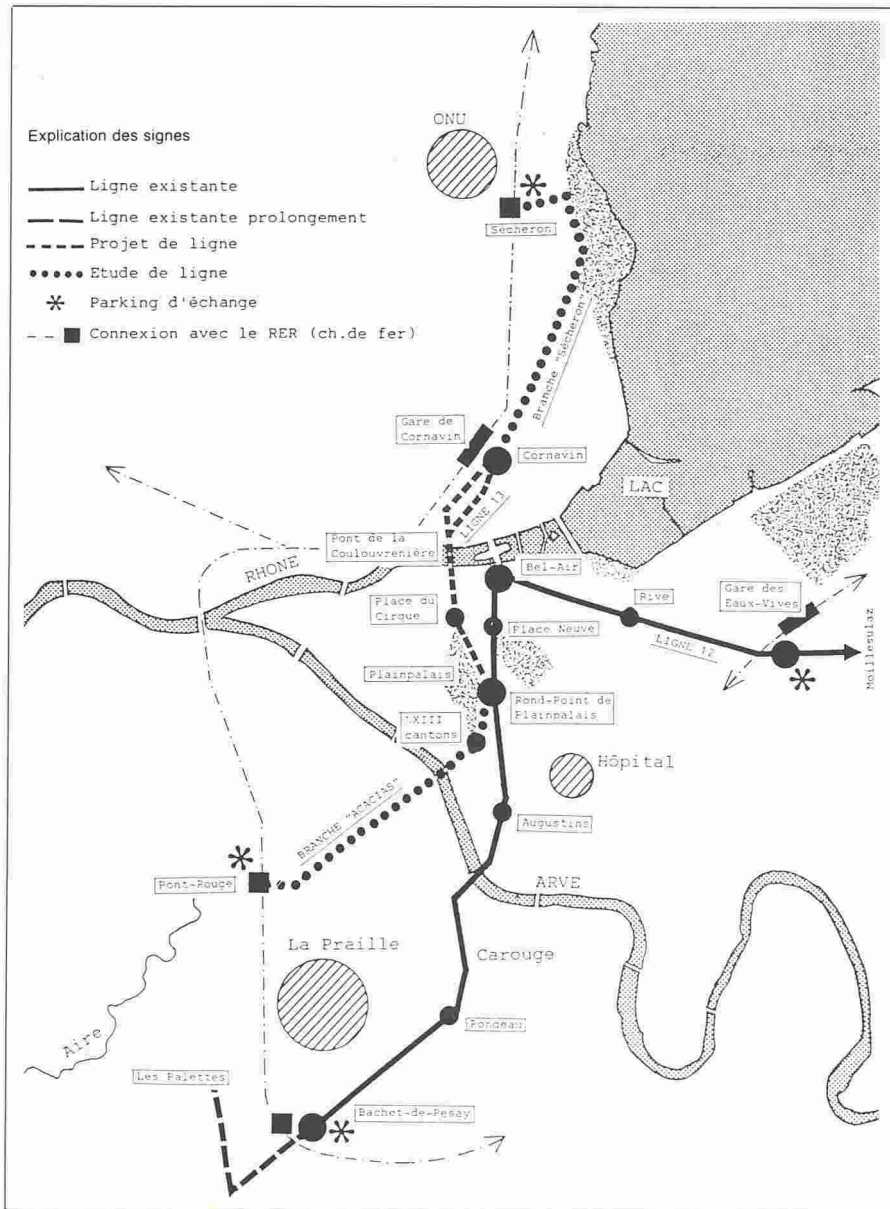 ONU
Explication des signes
Ligne existante
Ligne existante prolongement
Projet de ligne
Etude de ligne
Parking d'échange
Connexion avec le RER (ch.de fer)
Sécheron
Branche "Sécheron"
Gare de
Cornavin
Cornavin
LIGNE 13
LAC
Pont de la
Coulouvrenière
RHONE
Bel-Air
Place du
Cirque
Place Neuve
Rive
Gare des
Eaux-Vives
LIGNE 12
Moillesulaz
Plainpalais
Rond-Point de
Plainpalais
XXIII
cantons
Hôpital
BRANCHE "ACACIAS"
Augustins
Pont-Rouge
ARVE
La Praille
Carouge
Aire
Les Palettes
Bachet-de-Pesay